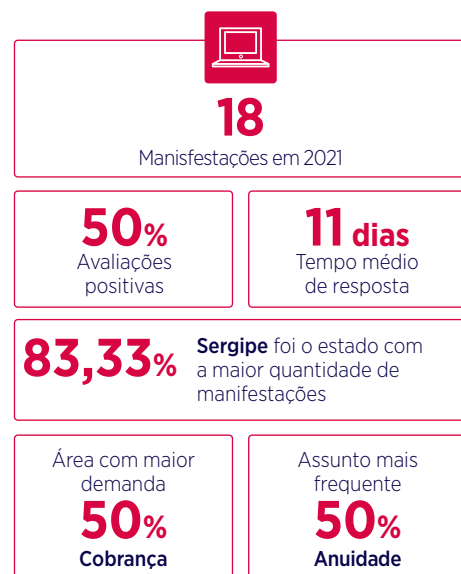 18
Manisfestações em 2021
50%
Avaliações
positivas
11 dias
Tempo médio
de resposta
83,33%
Sergipe foi o estado com
a maior quantidade de
manifestações
Área com maior
demanda
50%
Cobrança
Assunto mais
frequente
50%
Anuidade